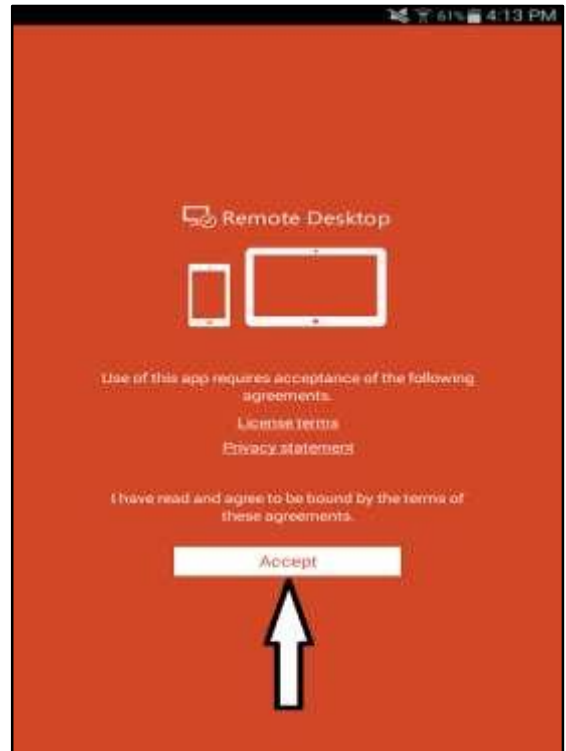 61% 4:13 PM
Remote Desktop
Use of this app requires acceptance of the following
agreements.
License terms
Privacy statement
I have read and agree to be bound by the terms of
these agreements.
Accept